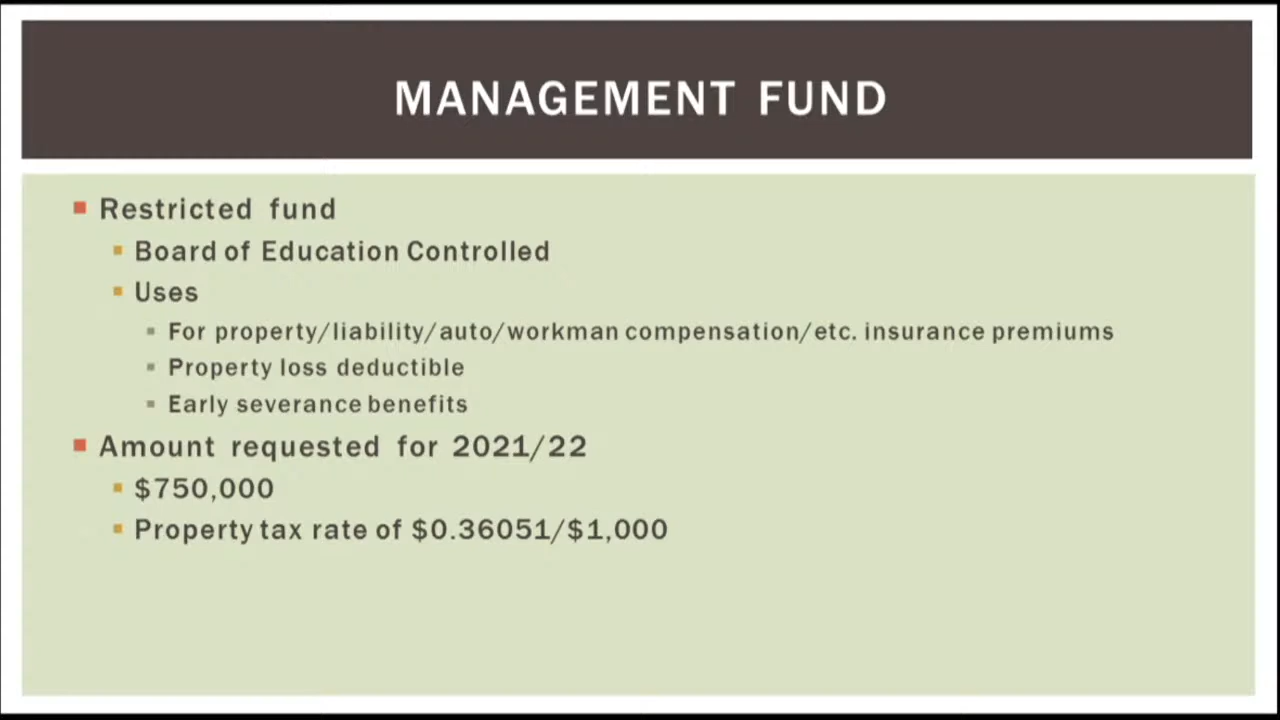 MANAGEMENT FUND
Restricted fund
Board of Education Controlled
Uses
For property/liability/auto/workman compensation/etc. insurance premiums
Property loss deductible
Early severance benefits
Amount requested for 2021/22
$750,000
Property tax rate of $0.36051/$1,000